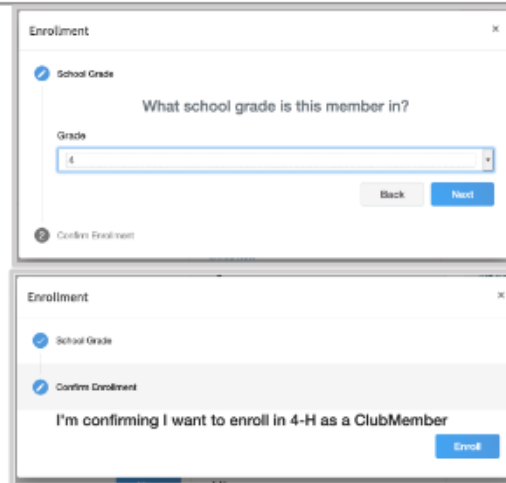 Enrollment ×
School Grade
What school grade is this member in?
Grade
4
Back Next
2 Confirm Enrollment
Enrollment ×
School Grade
Confirm Enrollment
I'm confirming I want to enroll in 4-H as a ClubMember
Enroll